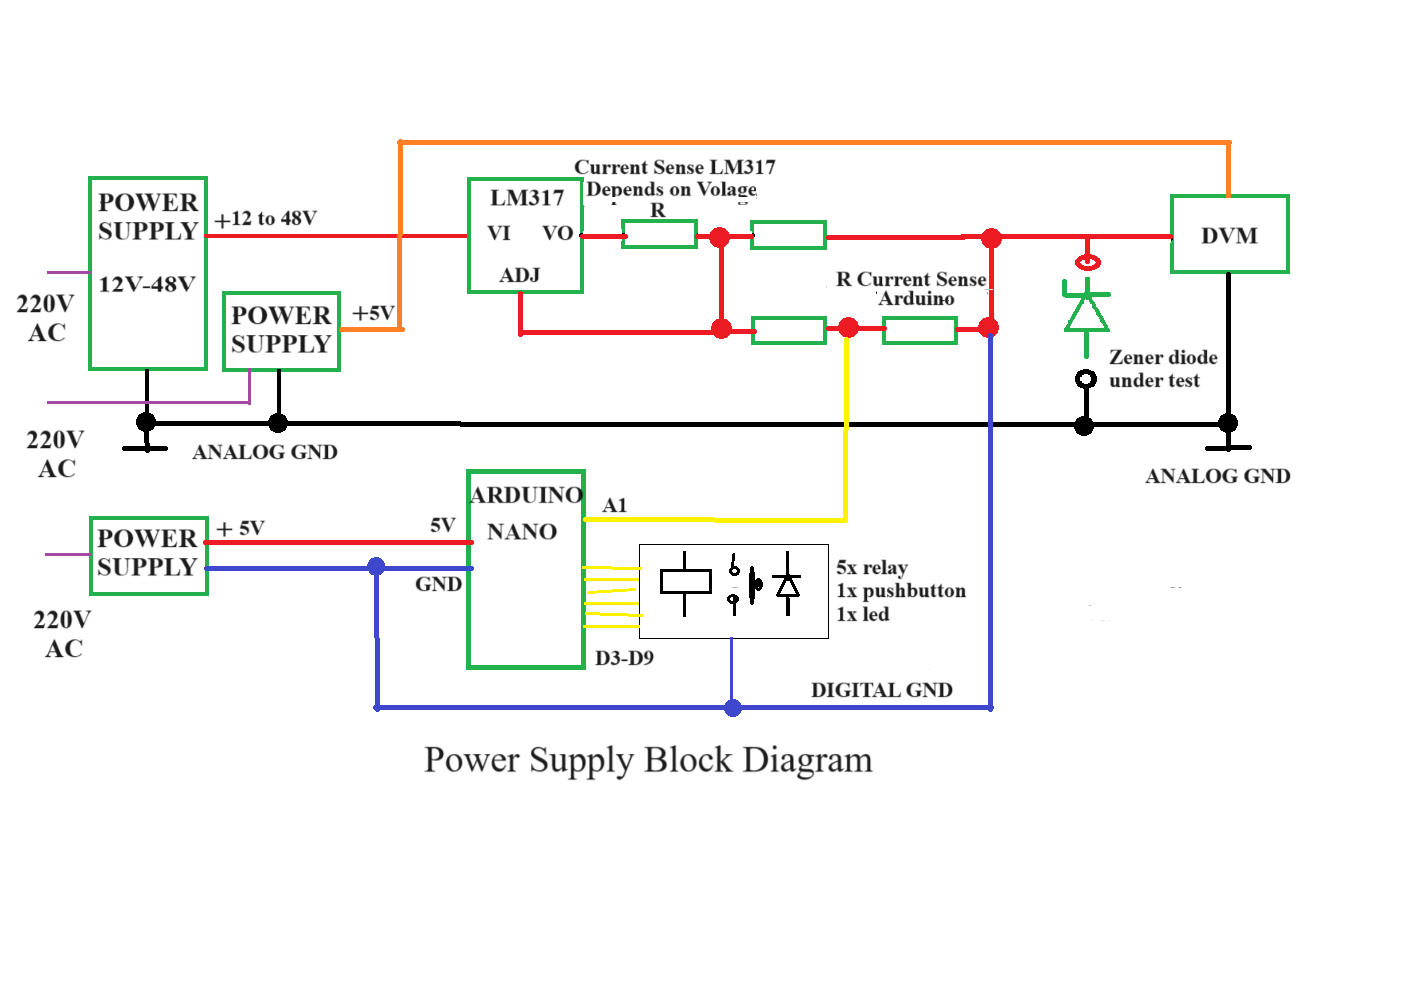 Current Sense LM317
Depends on Volage
R
POWER
SUPPLY
12V-48V
+12 to 48V
LM317
VI VO
ADJ
DVM
R Current Sense
Arduino
220V
AC
POWER
SUPPLY
+5V
Zener diode
under test
220V
AC
ANALOG GND
ANALOG GND
ARDUINO
NANO
A1
POWER
SUPPLY
+ 5V
5V
GND
5x relay
1x pushbutton
1x led
220V
AC
D3-D9
DIGITAL GND
Power Supply Block Diagram